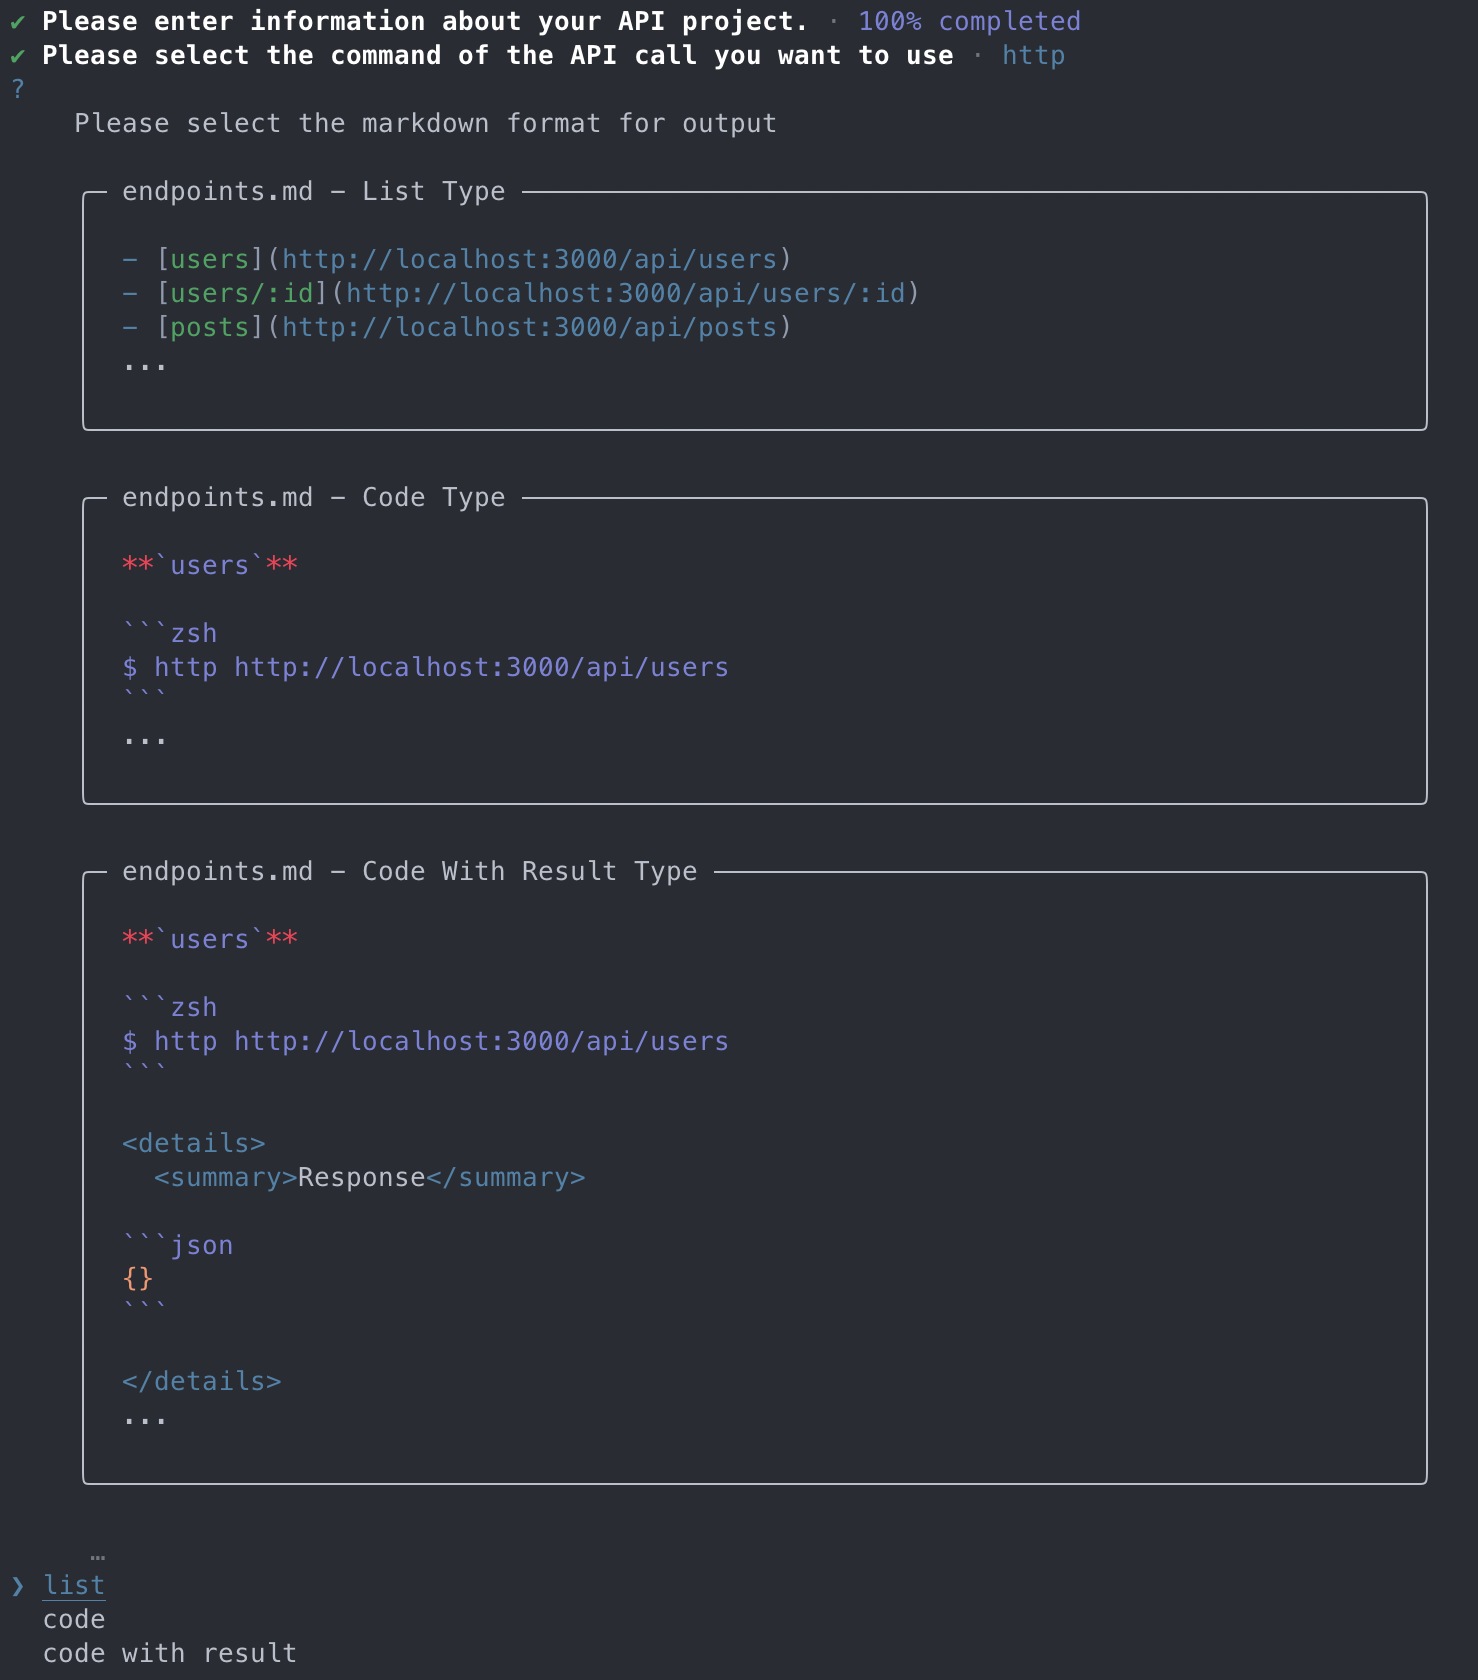 ✔ Please enter information about your API project. · 100% completed
✔ Please select the command of the API call you want to use · http
?
Please select the markdown format for output
endpoints.md – List Type
– [users](http://localhost:3000/api/users)
– [users/:id](http://localhost:3000/api/users/:id)
– [posts](http://localhost:3000/api/posts)
...
endpoints.md – Code Type
**`users`**
```zsh
$ http http://localhost:3000/api/users
```
...
endpoints.md – Code With Result Type
**`users`**
```zsh
$ http http://localhost:3000/api/users
```
<details>
<summary>Response</summary>
```json
{}
```
</details>
...
…
❯ list
code
code with result